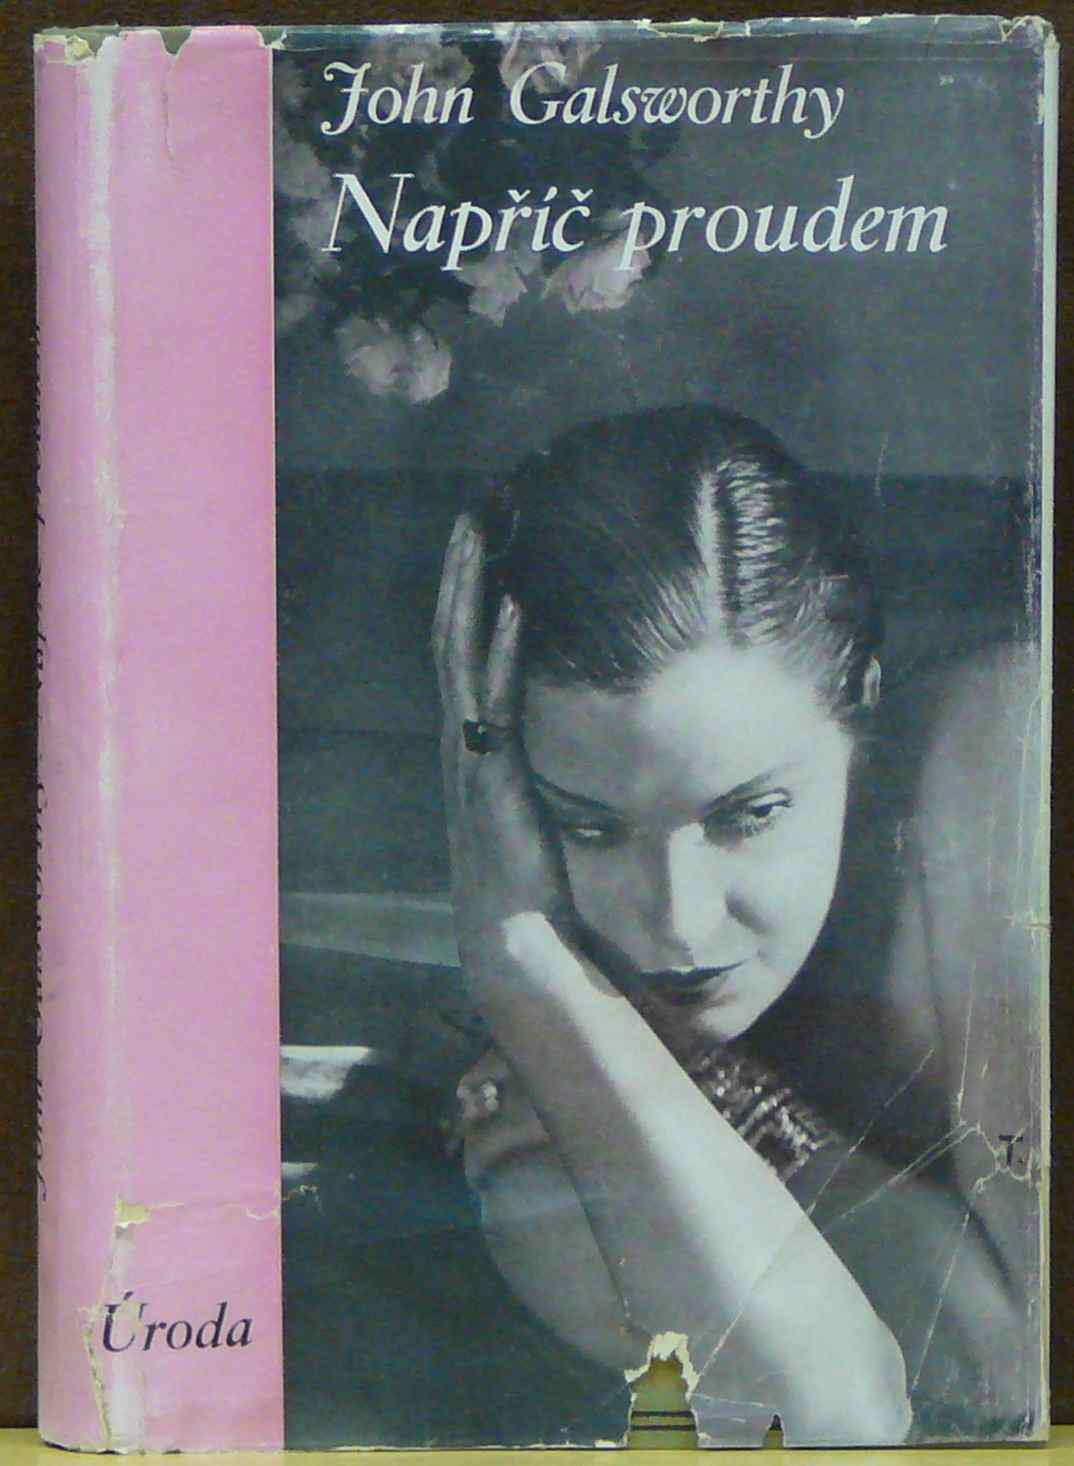 John Galsworthy
Napříč proudem
T.
Úroda